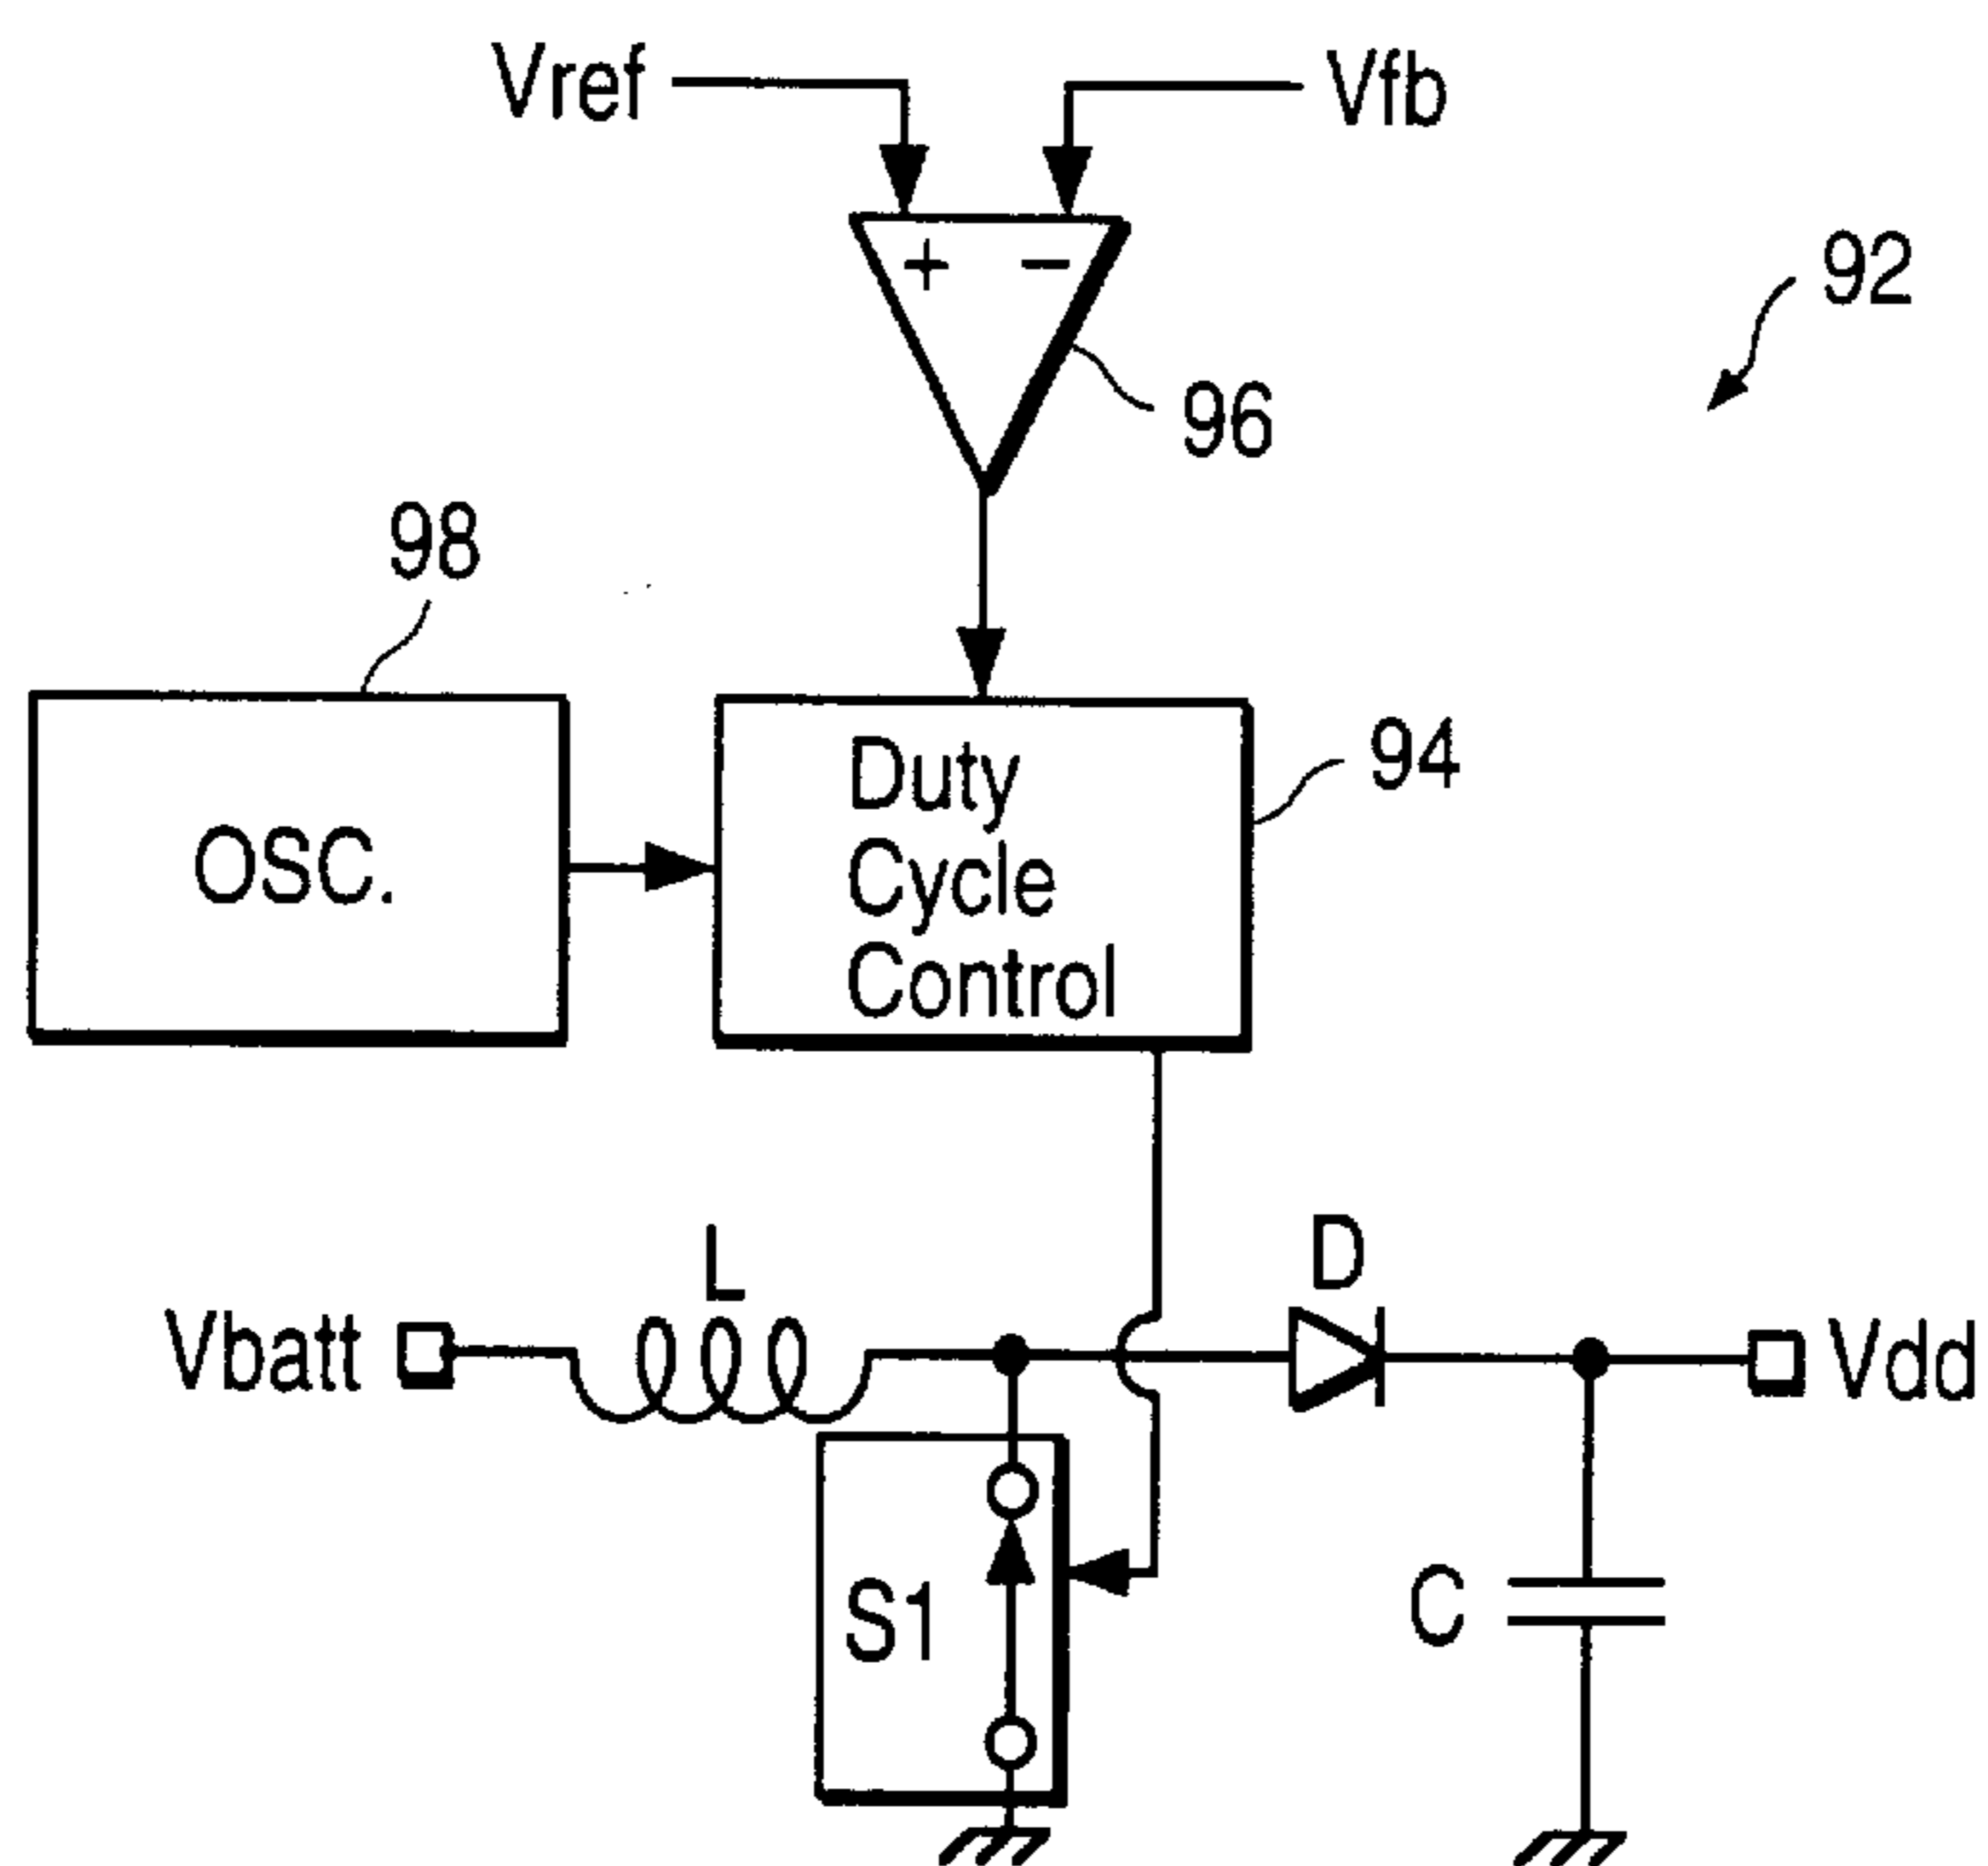 Vref
Vfb
+ −
92
96
98
94
OSC.
Duty
Cycle
Control
L
D
Vbatt
Vdd
S1
C